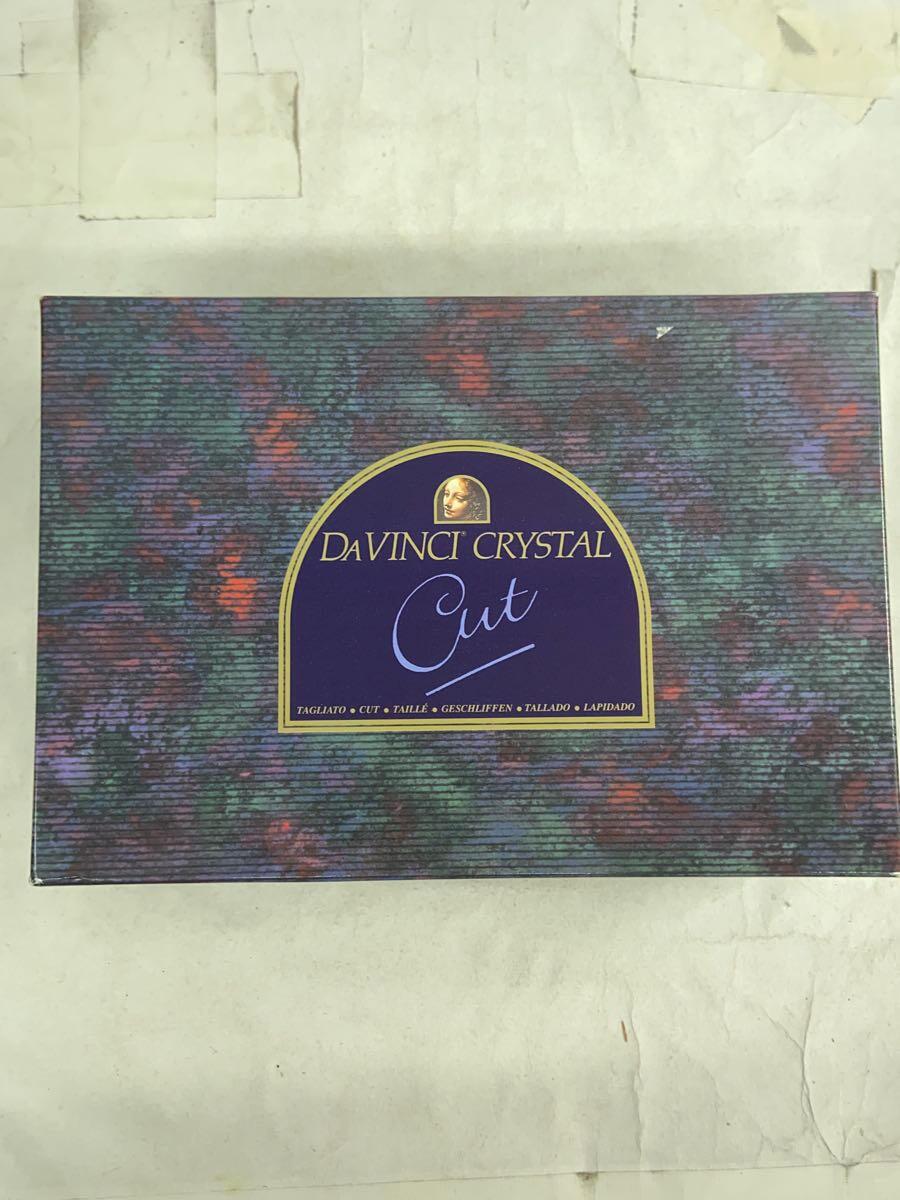 DAVINCI® CRYSTAL
Cut
TAGLIATO ● CUT ● TAILLÉ ● GESCHLIFFEN ● TALLADO ● LAPIDADO